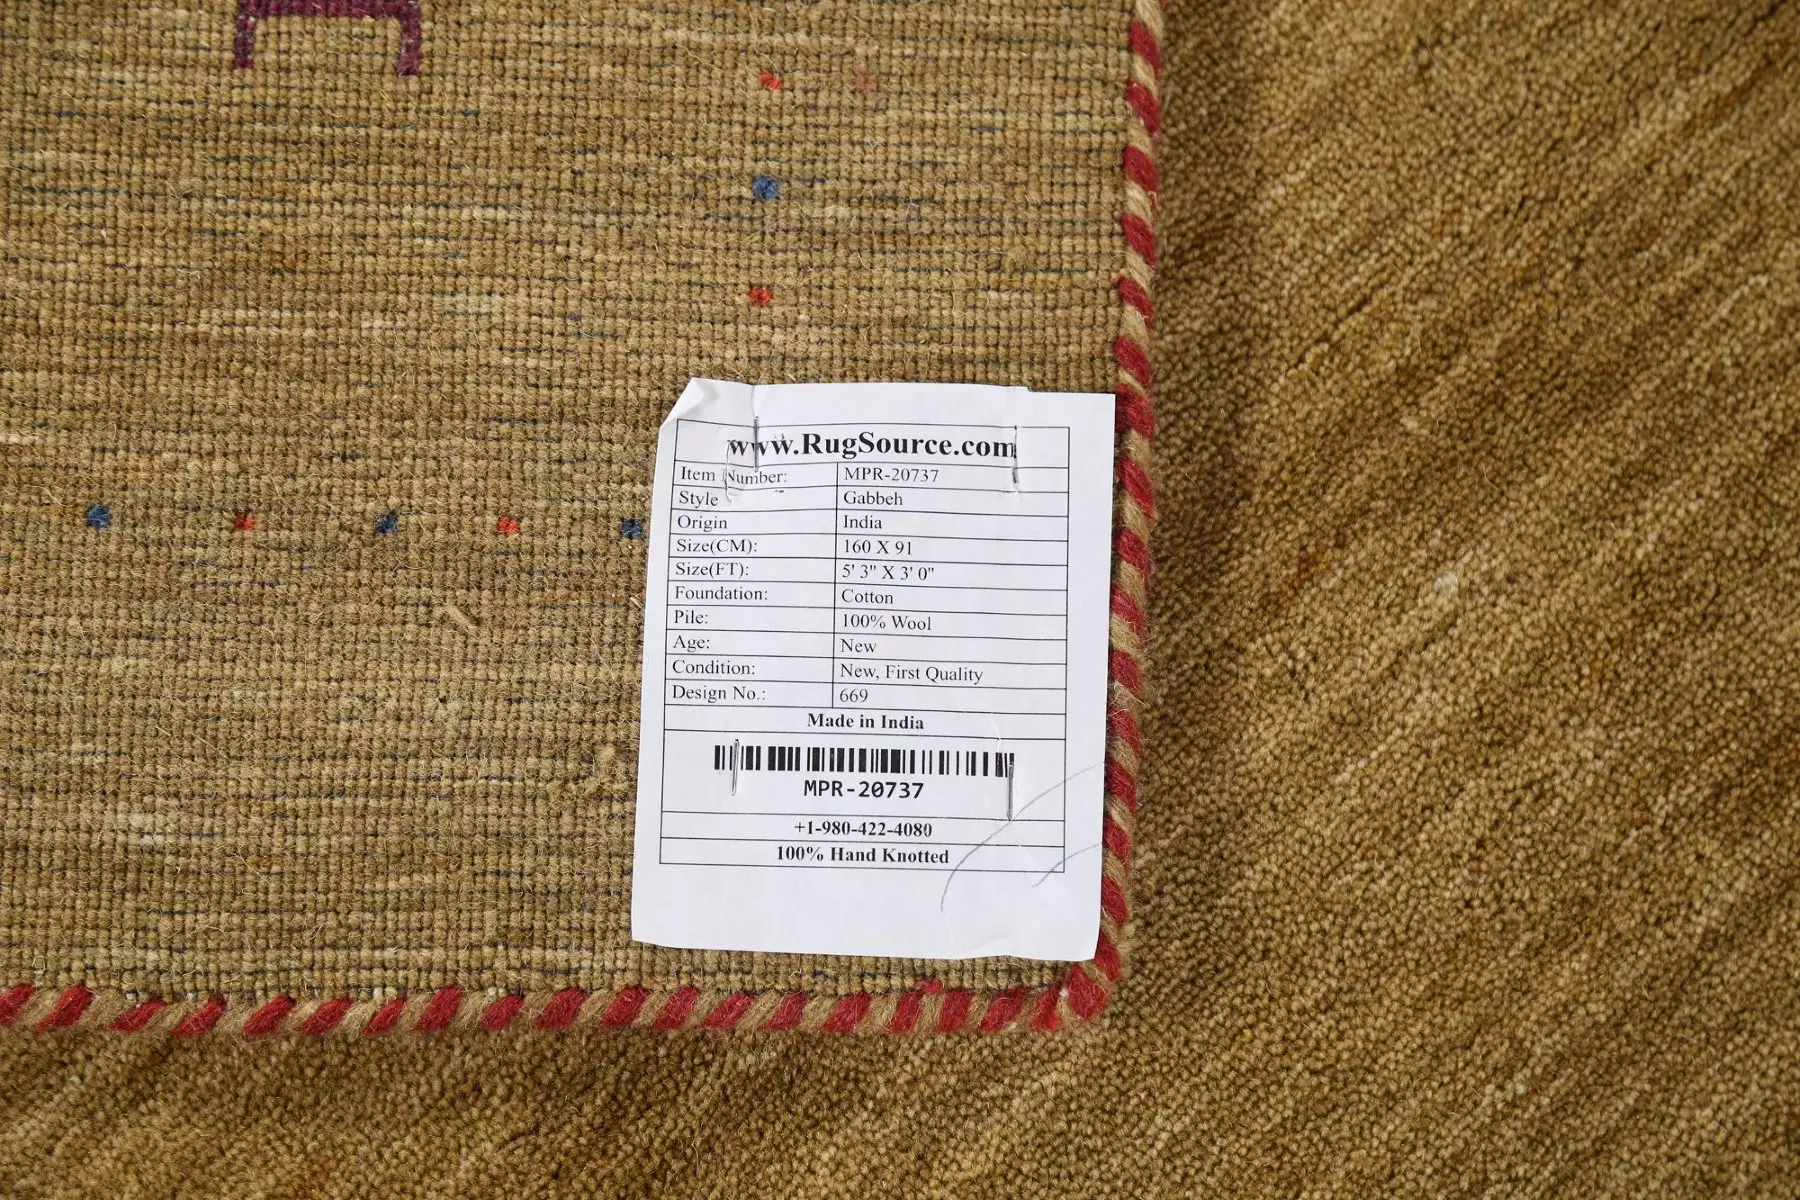 www.RugSource.com
Item Number: MPR-20737
Style Gabbeh
Origin India
Size(CM): 160 X 91
Size(FT): 5' 3" X 3' 0"
Foundation: Cotton
Pile: 100% Wool
Age: New
Condition: New, First Quality
Design No.: 669
Made in India
MPR-20737
+1-980-422-4080
100% Hand Knotted